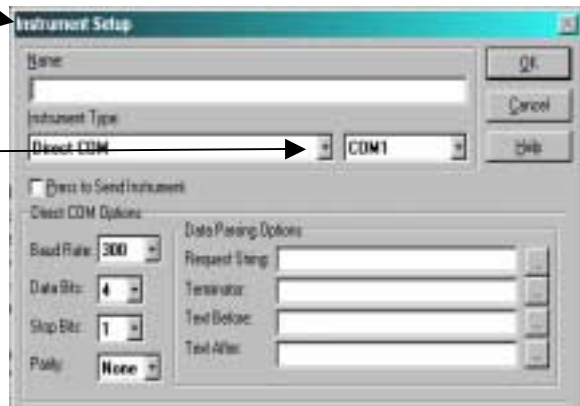 Instrument Setup
Name:
OK
Cancel
Help
Instrument Type:
Direct COM
COM1
Press to Send Instrument
Direct COM Options
Baud Rate: 300
Data Bits: 4
Stop Bits: 1
Parity: None
Data Parsing Options
Request String:
Terminator:
Text Before:
Text After:
...
...
...
...